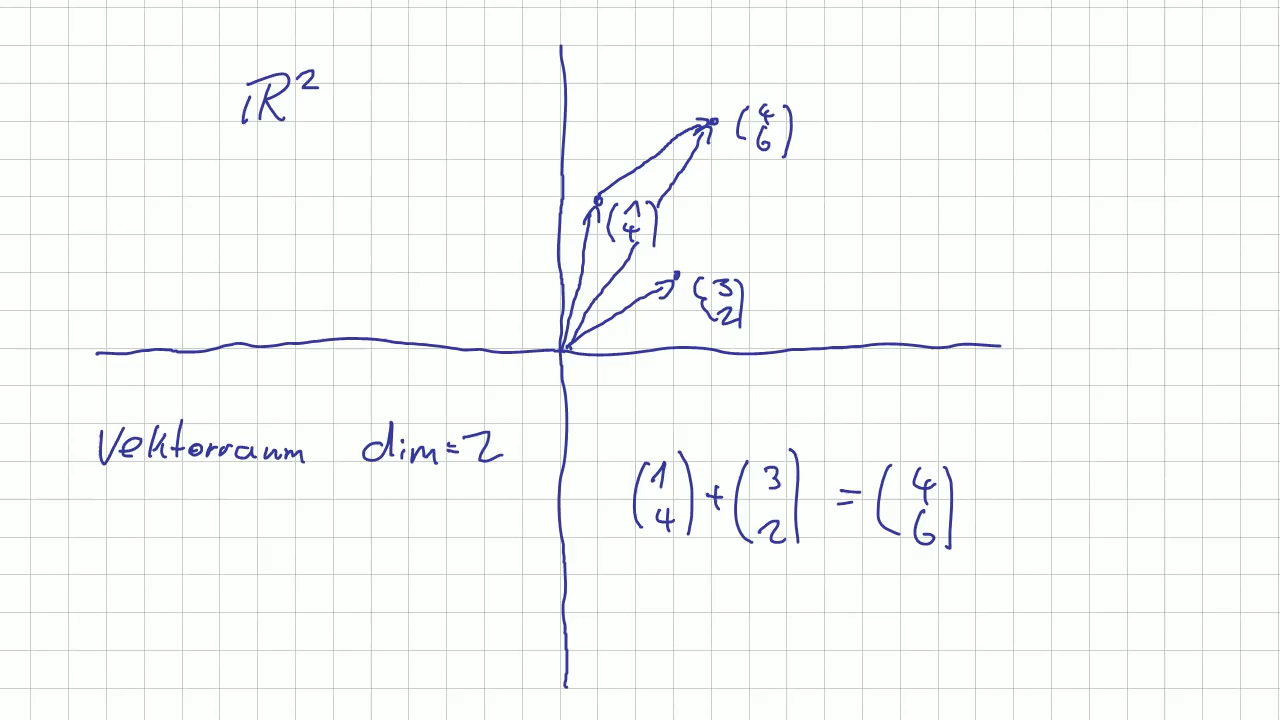 ℝ²
(4
6)
(1
4)
(3
2)
Vektorraum dim=2
(1
4) + (3
2) = (4
6)